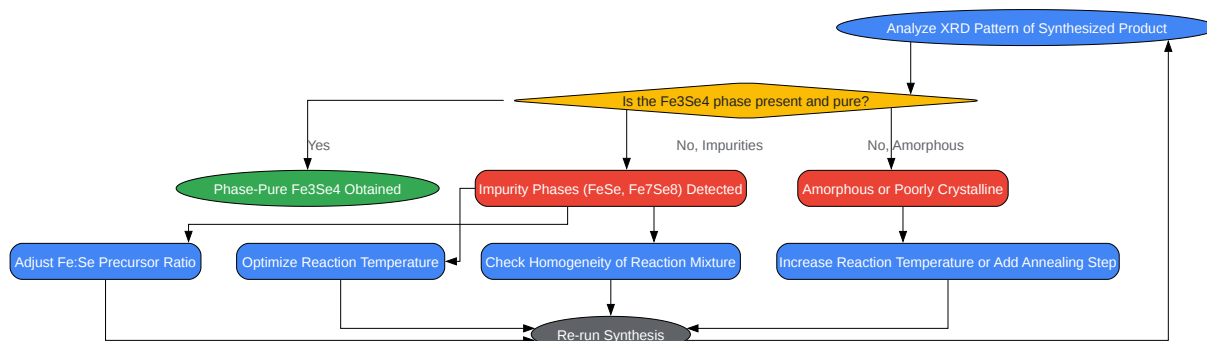 Analyze XRD Pattern of Synthesized Product
Is the Fe3Se4 phase present and pure?
Yes
No, Impurities
No, Amorphous
Phase-Pure Fe3Se4 Obtained
Impurity Phases (FeSe, Fe7Se8) Detected
Amorphous or Poorly Crystalline
Adjust Fe:Se Precursor Ratio
Optimize Reaction Temperature
Check Homogeneity of Reaction Mixture
Increase Reaction Temperature or Add Annealing Step
Re-run Synthesis